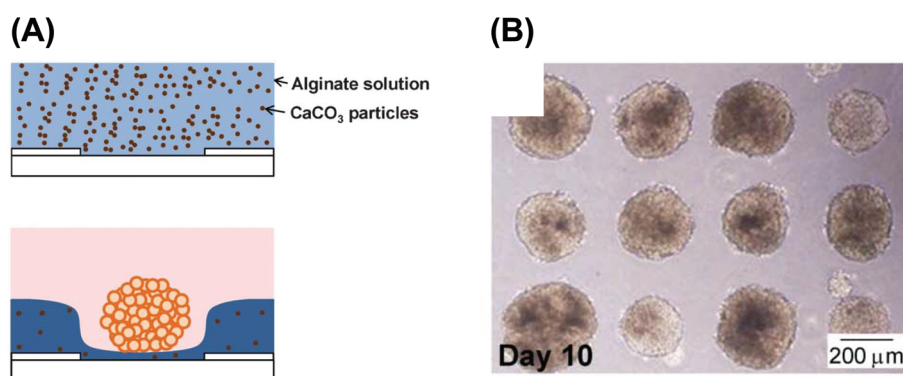 (A)
(B)
Alginate solution
CaCO₃ particles
Day 10
200 μm